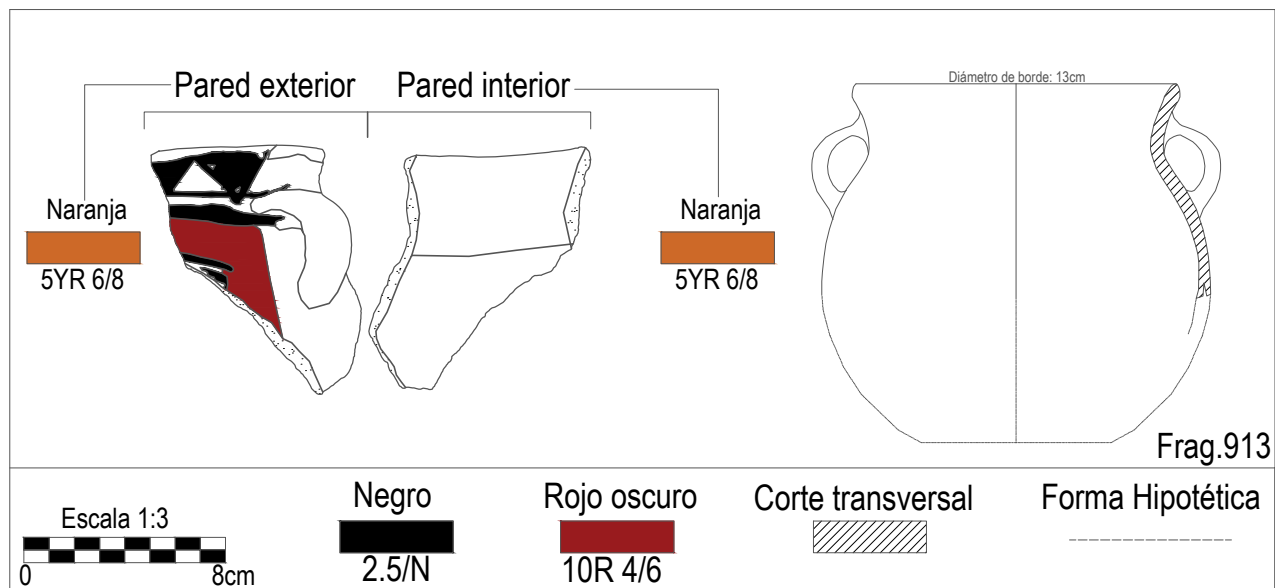 Pared exterior
Pared interior
Diámetro de borde: 13cm
Naranja
5YR 6/8
Naranja
5YR 6/8
Frag.913
Escala 1:3
0
8cm
Negro
2.5/N
Rojo oscuro
10R 4/6
Corte transversal
Forma Hipotética